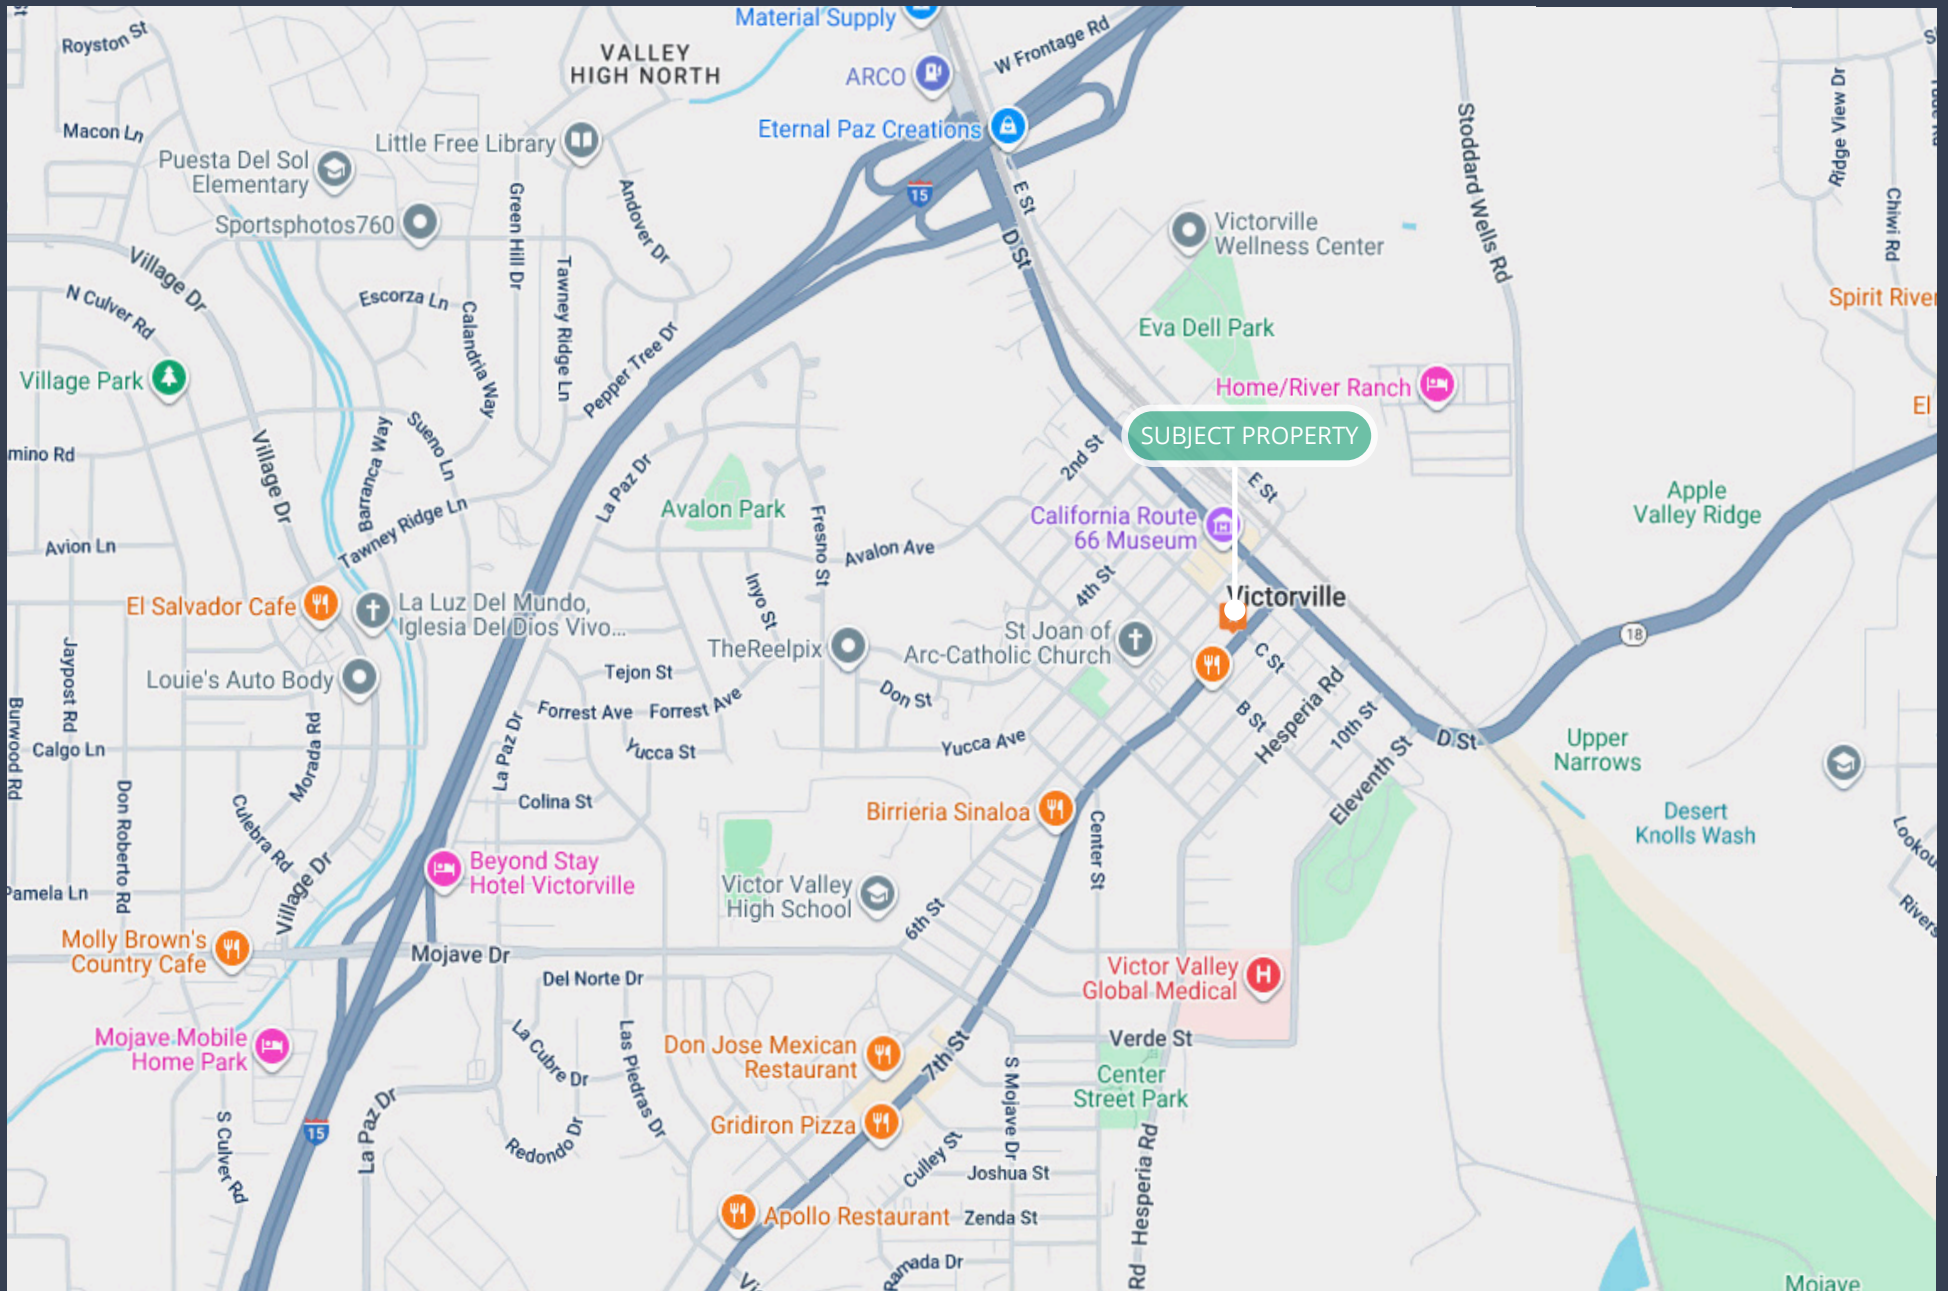 Material Supply
Royston St
VALLEY
HIGH NORTH
W Frontage Rd
ARCO
Macon Ln
Eternal Paz Creations
Little Free Library
Puesta Del Sol
Elementary
Sportsphotos760
15
E St
D St
Stoddard Wells Rd
Ridge View Dr
Chiwi Rd
Green Hill Dr
Andover Dr
Victorville
Wellness Center
Village Dr
N Culver Rd
Escorza Ln
Calandria Way
Tawney Ridge Ln
Pepper Tree Dr
Spirit River
Eva Dell Park
Village Park
Home/River Ranch
El
SUBJECT PROPERTY
mino Rd
Village Dr
Barranca Way
Sueno Ln
La Paz Dr
2nd St
E St
Tawney Ridge Ln
Avalon Park
Fresno St
California Route
66 Museum
Apple
Valley Ridge
Avion Ln
Avalon Ave
Inyo St
4th St
El Salvador Cafe
La Luz Del Mundo,
Iglesia Del Dios Vivo...
Victorville
18
Jaypost Rd
TheReelpix
St Joan of
Arc-Catholic Church
C St
Louie's Auto Body
Tejon St
Don St
Burwood Rd
Forrest Ave
Forrest Ave
Hesperia Rd
B St
10th St
Calgo Ln
Morada Rd
La Paz Dr
Yucca St
Yucca Ave
D St
Eleventh St
Upper
Narrows
Don Roberto Rd
Culebra Rd
Colina St
Birrieria Sinaloa
Center St
Desert
Knolls Wash
Village Dr
Beyond Stay
Hotel Victorville
Victor Valley
High School
6th St
Pamela Ln
Molly Brown's
Country Cafe
Mojave Dr
Del Norte Dr
Victor Valley
Global Medical
Mojave Mobile
Home Park
La Cubre Dr
Las Piedras Dr
Don Jose Mexican
Restaurant
7th St
S Mojave Dr
Verde St
Center
Street Park
15
La Paz Dr
S Culver Rd
Redondo Dr
Gridiron Pizza
Culley St
Joshua St
Hesperia Rd
Apollo Restaurant
Zenda St
Ramada Dr
Rd
Mojave